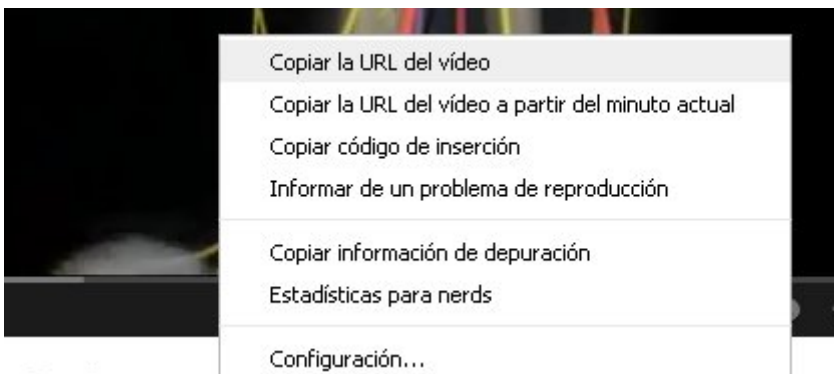 Copiar la URL del vídeo
Copiar la URL del vídeo a partir del minuto actual
Copiar código de inserción
Informar de un problema de reproducción
Copiar información de depuración
Estadísticas para nerds
Configuración...